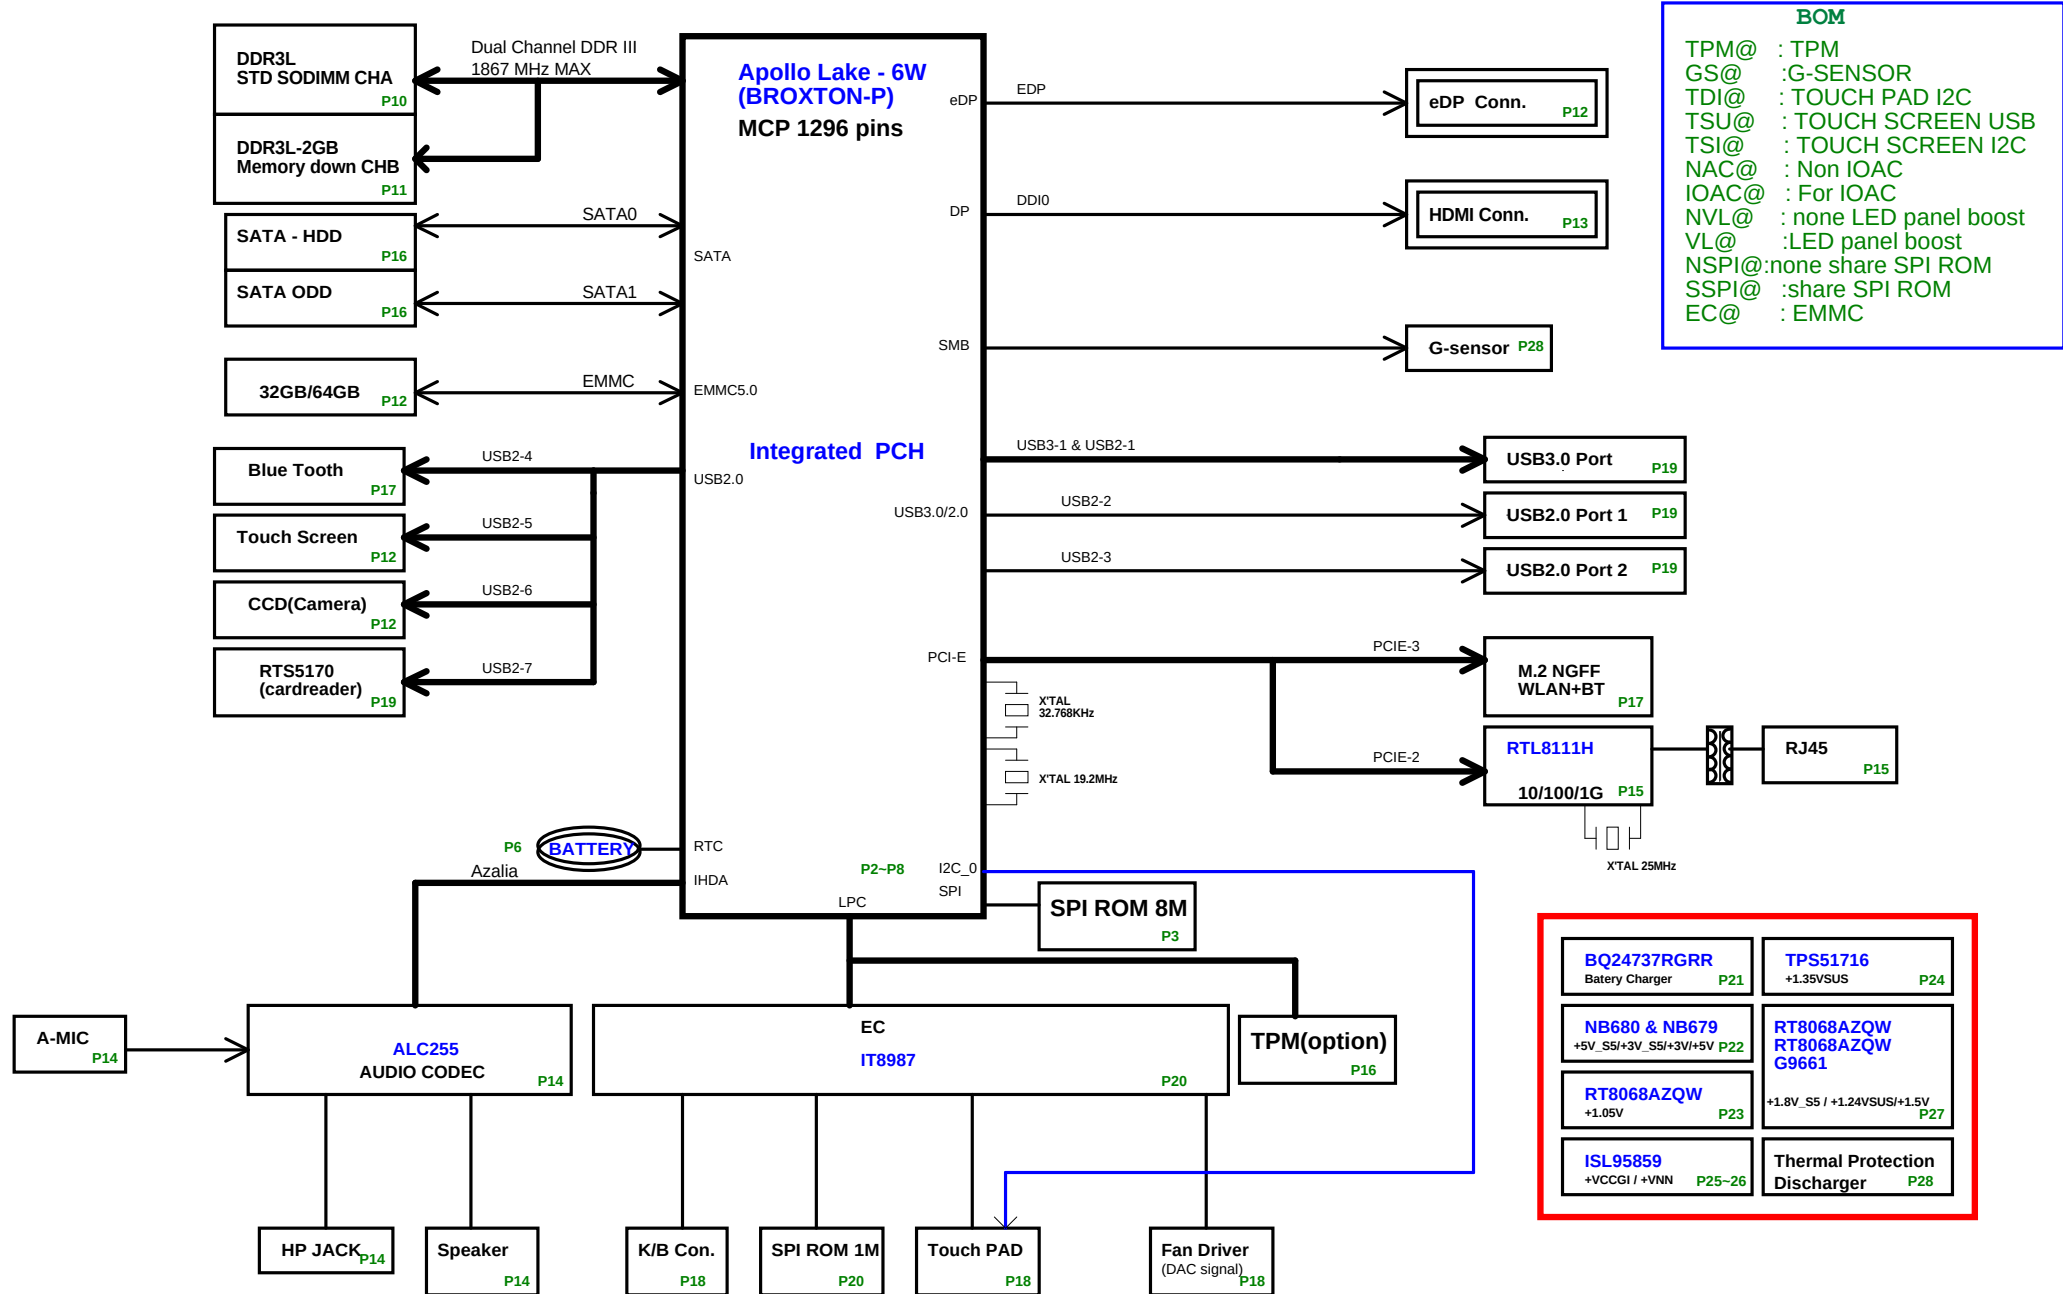 DDR3L
STD SODIMM CHA
P10
DDR3L-2GB
Memory down CHB
P11
Dual Channel DDR III
1867 MHz MAX
SATA - HDD
P16
SATA0
SATA ODD
P16
SATA1
32GB/64GB
P12
EMMC
Blue Tooth
P17
USB2-4
Touch Screen
P12
USB2-5
CCD(Camera)
P12
USB2-6
RTS5170
(cardreader)
P19
USB2-7
P6
BATTERY
Azalia
Apollo Lake - 6W
(BROXTON-P)
MCP 1296 pins
Integrated PCH
SATA
EMMC5.0
USB2.0
RTC
IHDA
LPC
P2~P8
eDP
DP
SMB
USB3.0/2.0
PCI-E
I2C_0
SPI
EDP
eDP Conn.
P12
DDI0
HDMI Conn.
P13
G-sensor
P28
USB3-1 & USB2-1
USB3.0 Port
P19
USB2-2
USB2.0 Port 1
P19
USB2-3
USB2.0 Port 2
P19
PCIE-3
M.2 NGFF
WLAN+BT
P17
X'TAL
32.768KHz
X'TAL 19.2MHz
PCIE-2
RTL8111H
10/100/1G
P15
RJ45
P15
X'TAL 25MHz
SPI ROM 8M
P3
BOM
TPM@ : TPM
GS@ :G-SENSOR
TDI@ : TOUCH PAD I2C
TSU@ : TOUCH SCREEN USB
TSI@ : TOUCH SCREEN I2C
NAC@ : Non IOAC
IOAC@ : For IOAC
NVL@ : none LED panel boost
VL@ :LED panel boost
NSPI@:none share SPI ROM
SSPI@ :share SPI ROM
EC@ : EMMC
A-MIC
P14
ALC255
AUDIO CODEC
P14
EC
IT8987
P20
TPM(option)
P16
HP JACK
P14
Speaker
P14
K/B Con.
P18
SPI ROM 1M
P20
Touch PAD
P18
Fan Driver
(DAC signal)
P18
BQ24737RGRR
Batery Charger
P21
TPS51716
+1.35VSUS
P24
NB680 & NB679
+5V_S5/+3V_S5/+3V/+5V
P22
RT8068AZQW
RT8068AZQW
G9661
+1.8V_S5 / +1.24VSUS/+1.5V
P27
RT8068AZQW
+1.05V
P23
ISL95859
+VCCGI / +VNN
P25~26
Thermal Protection
Discharger
P28